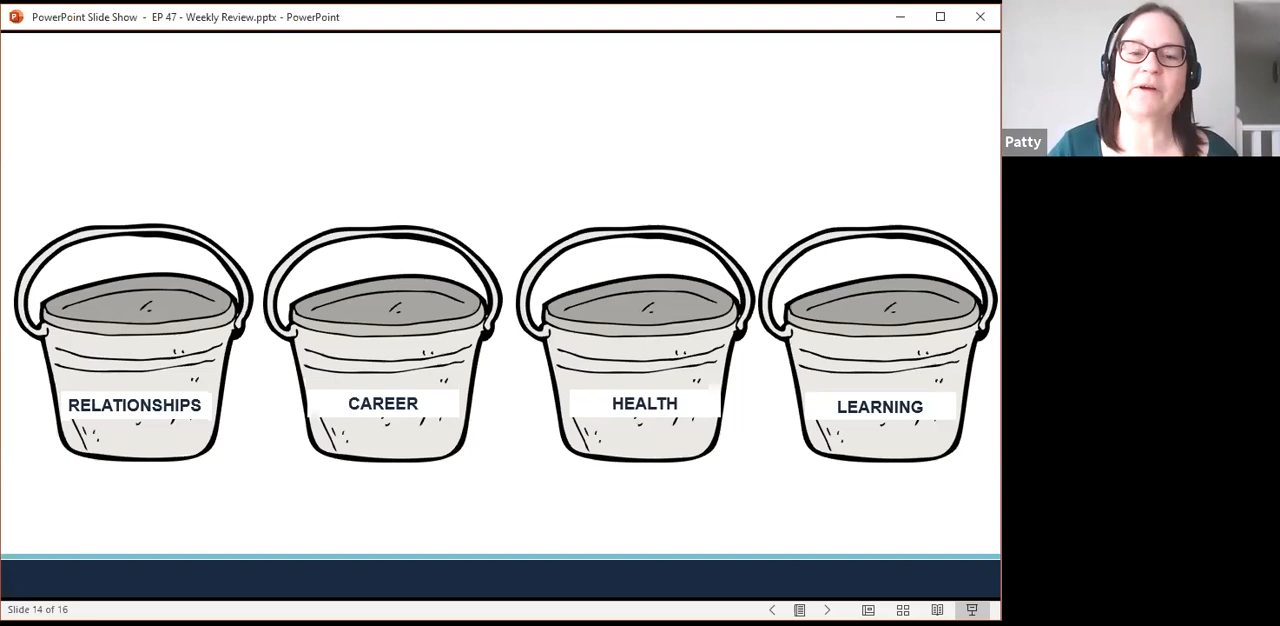 PowerPoint Slide Show - EP 47 - Weekly Review.pptx - PowerPoint
Patty
RELATIONSHIPS
CAREER
HEALTH
LEARNING
Slide 14 of 16